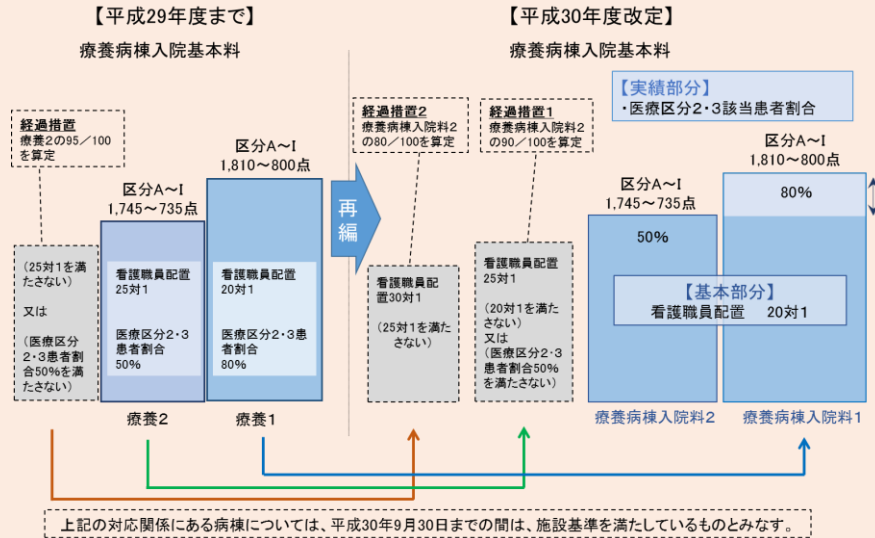 【平成29年度まで】
療養病棟入院基本料
経過措置
療養2の95/100
を算定
区分A~I
1,745~735点
区分A~I
1,810~800点
(25対1を満
たさない)
又は
(医療区分
2・3患者割
合50%を満
たさない)
看護職員配置
25対1
医療区分2・3
患者割合
50%
看護職員配置
20対1
医療区分2・3患
者割合
80%
療養2
療養1
再編
【平成30年度改定】
療養病棟入院基本料
経過措置2
療養病棟入院料2
の80/100を算定
経過措置1
療養病棟入院料2
の90/100を算定
【実績部分】
・医療区分2・3該当患者割合
区分A~I
1,745~735点
区分A~I
1,810~800点
看護職員配
置30対1
(25対1を満た
さない)
看護職員配置
25対1
(20対1を満た
さない)
又は
(医療区分2・3
患者割合50%
を満たさない)
50%
80%
【基本部分】
看護職員配置 20対1
療養病棟入院料2
療養病棟入院料1
上記の対応関係にある病棟については、平成30年9月30日までの間は、施設基準を満たしているものとみなす。